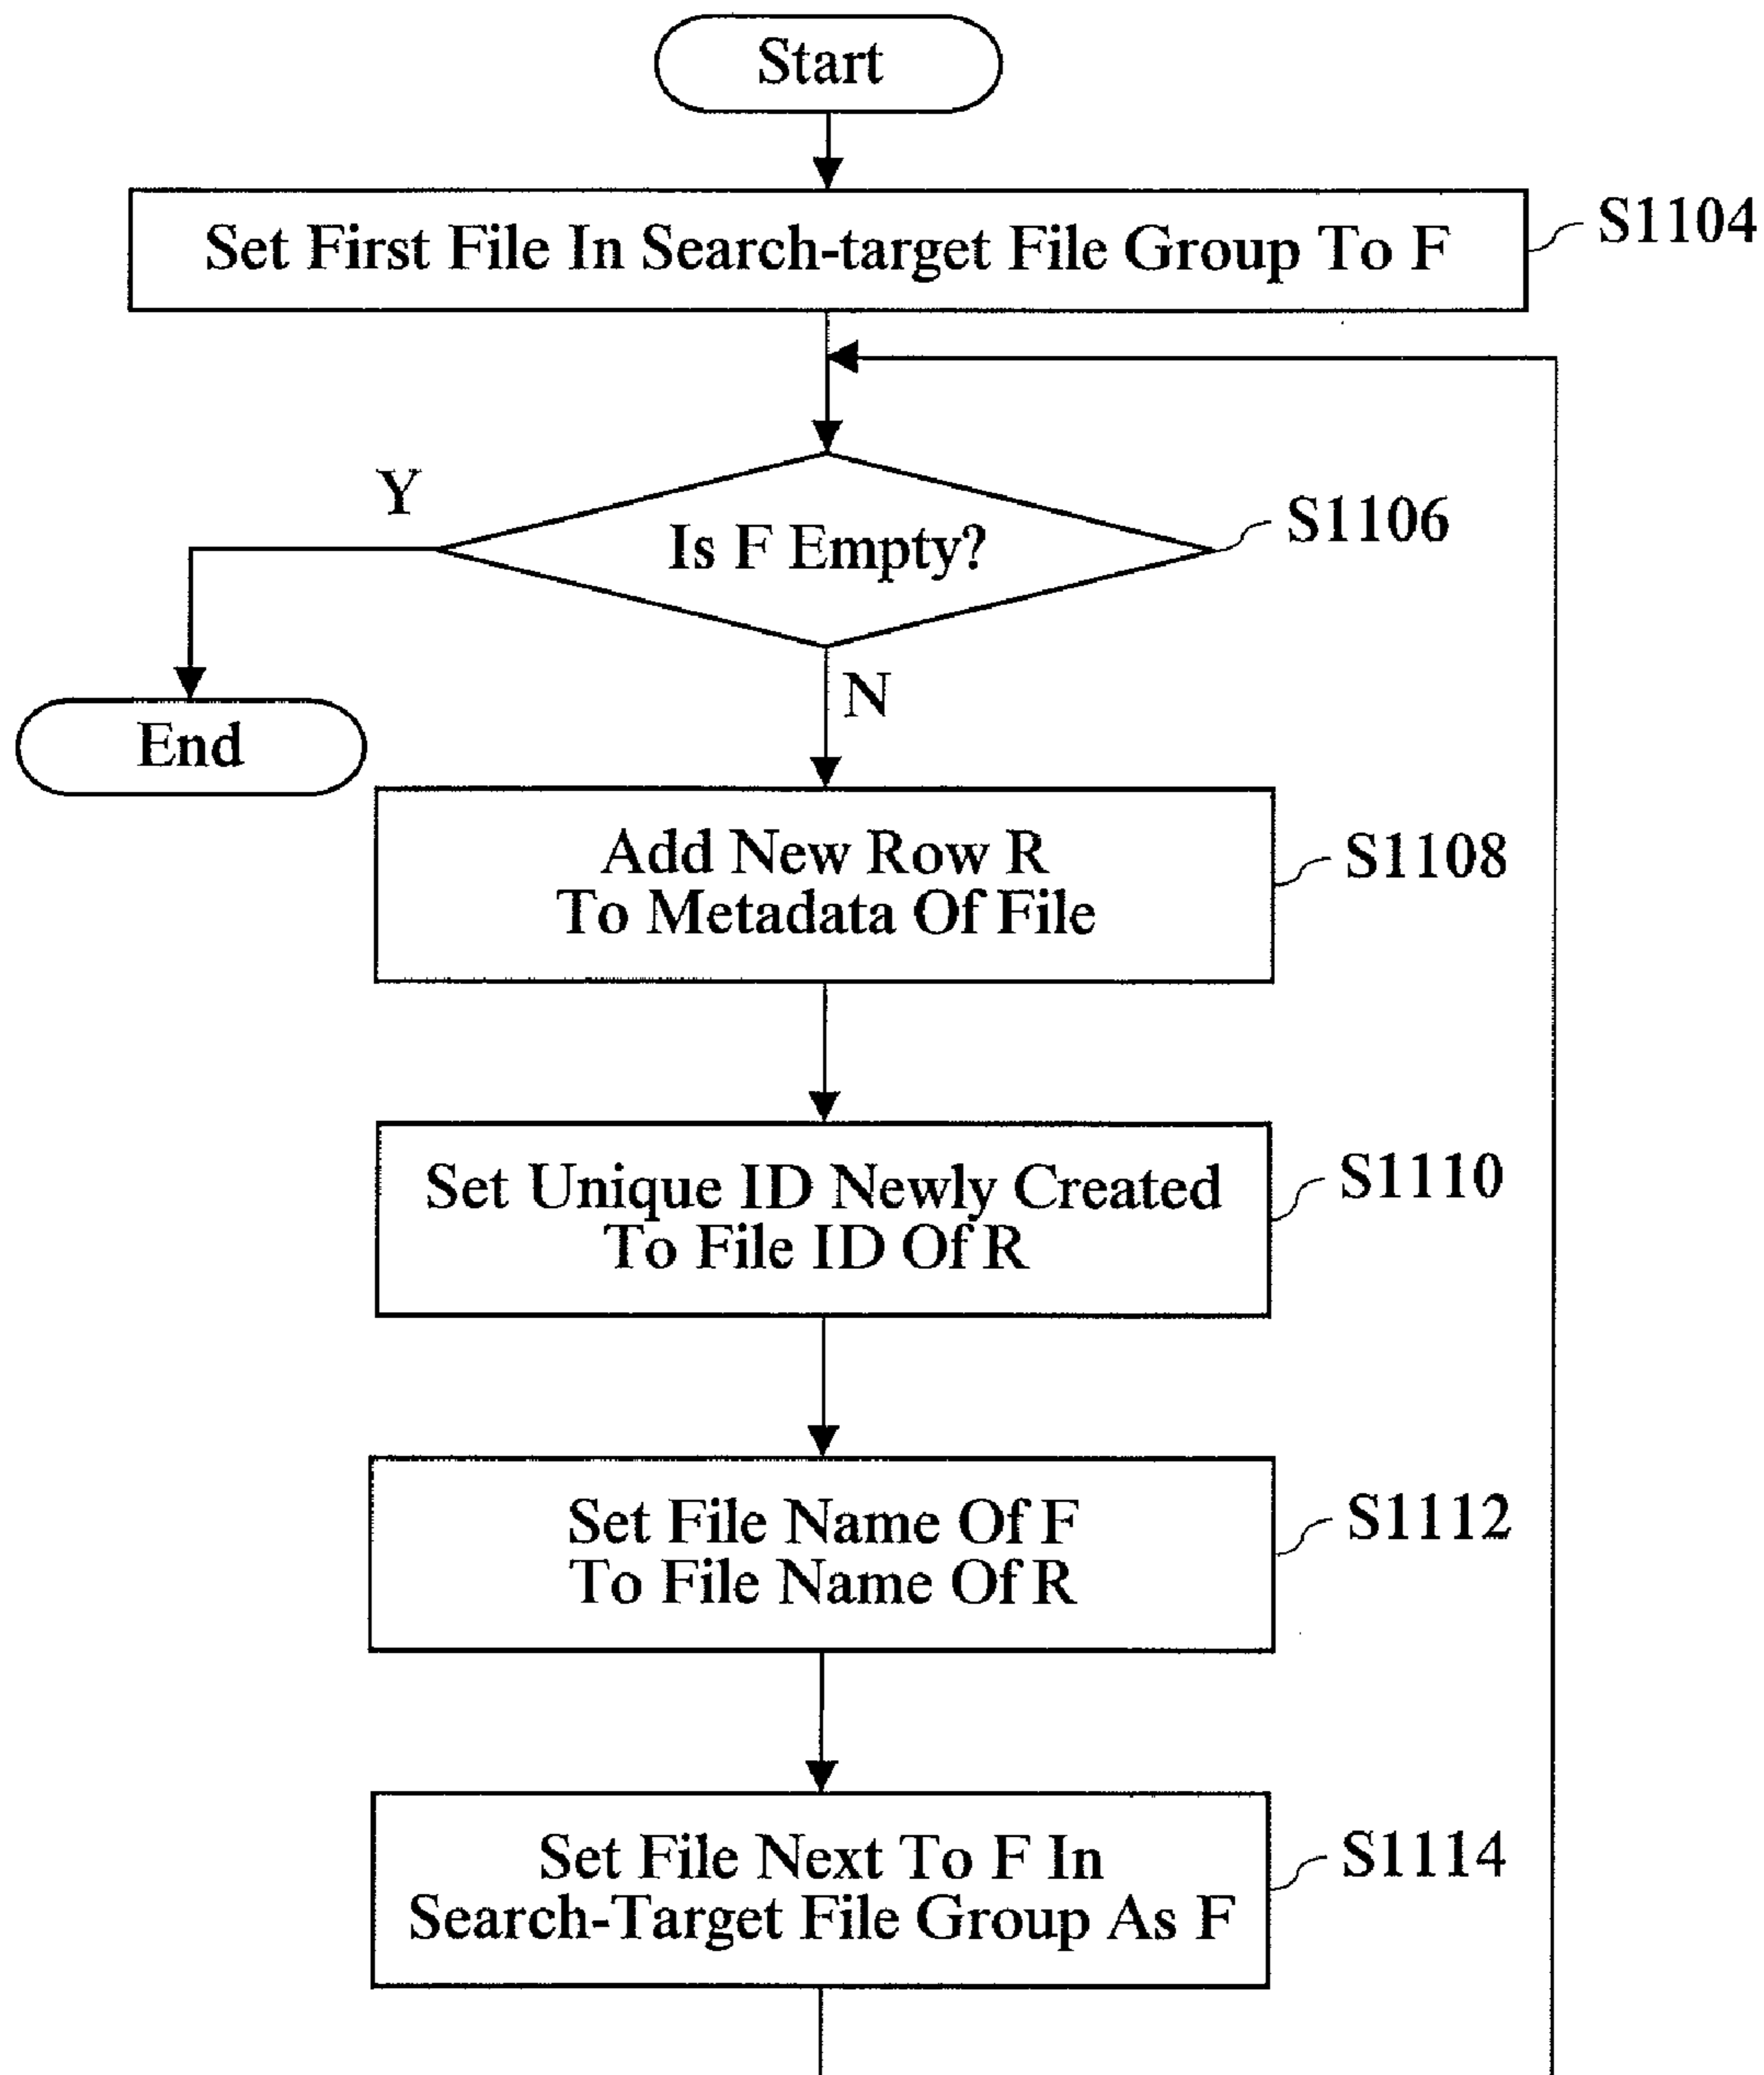 Start
Set First File In Search-target File Group To F
S1104
Y
Is F Empty?
S1106
N
End
Add New Row R
To Metadata Of File
S1108
Set Unique ID Newly Created
To File ID Of R
S1110
Set File Name Of F
To File Name Of R
S1112
Set File Next To F In
Search-Target File Group As F
S1114